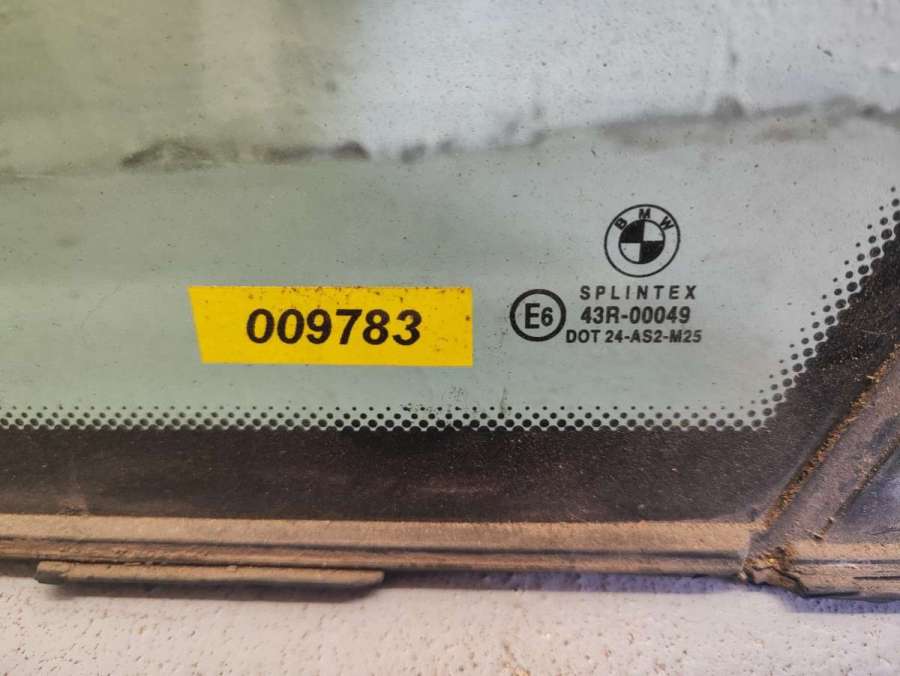 BMW
SPLINTEX
E6
43R-00049
DOT 24-AS2-M25
009783